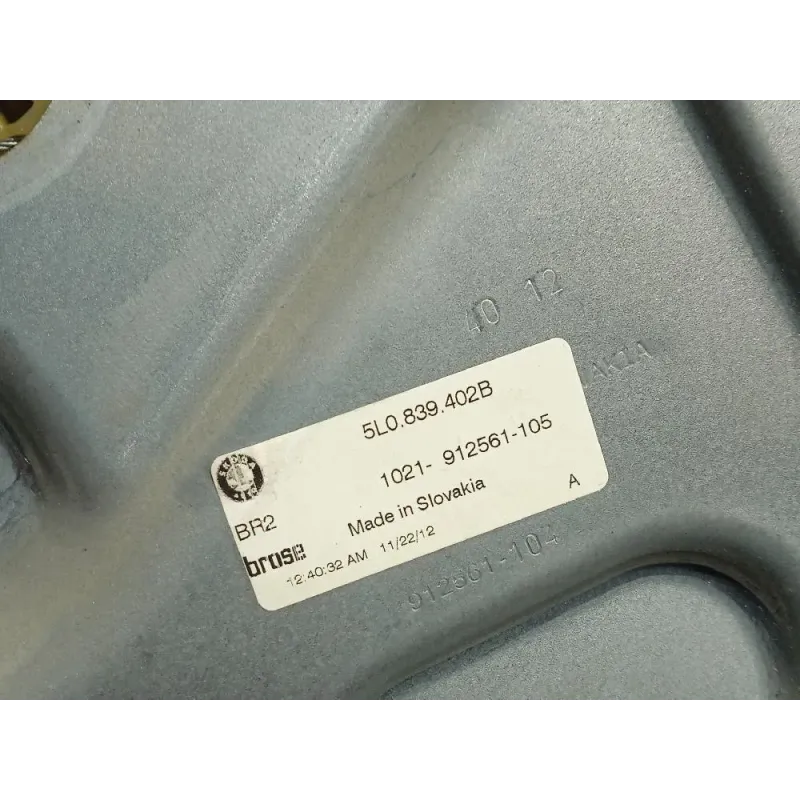 40 12
AKIA
5L0.839.402B
1021- 912561-105
Made in Slovakia A
BR2
brose
12:40:32 AM 11/22/12
912561-104